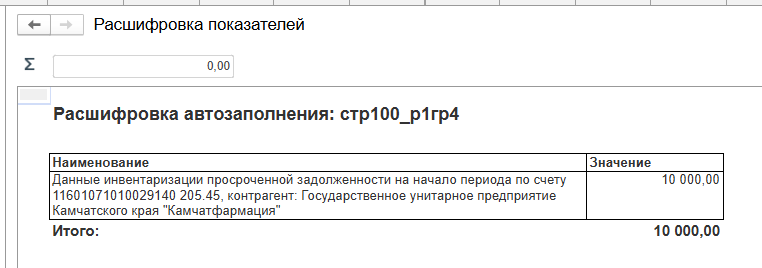 Расшифровка показателей
Σ 0,00
Расшифровка автозаполнения: стр100_р1гр4
Наименование Значение
Данные инвентаризации просроченной задолженности на начало периода по счету 10 000,00
11601071010029140 205.45, контрагент: Государственное унитарное предприятие
Камчатского края "Камчатфармация"
Итого: 10 000,00